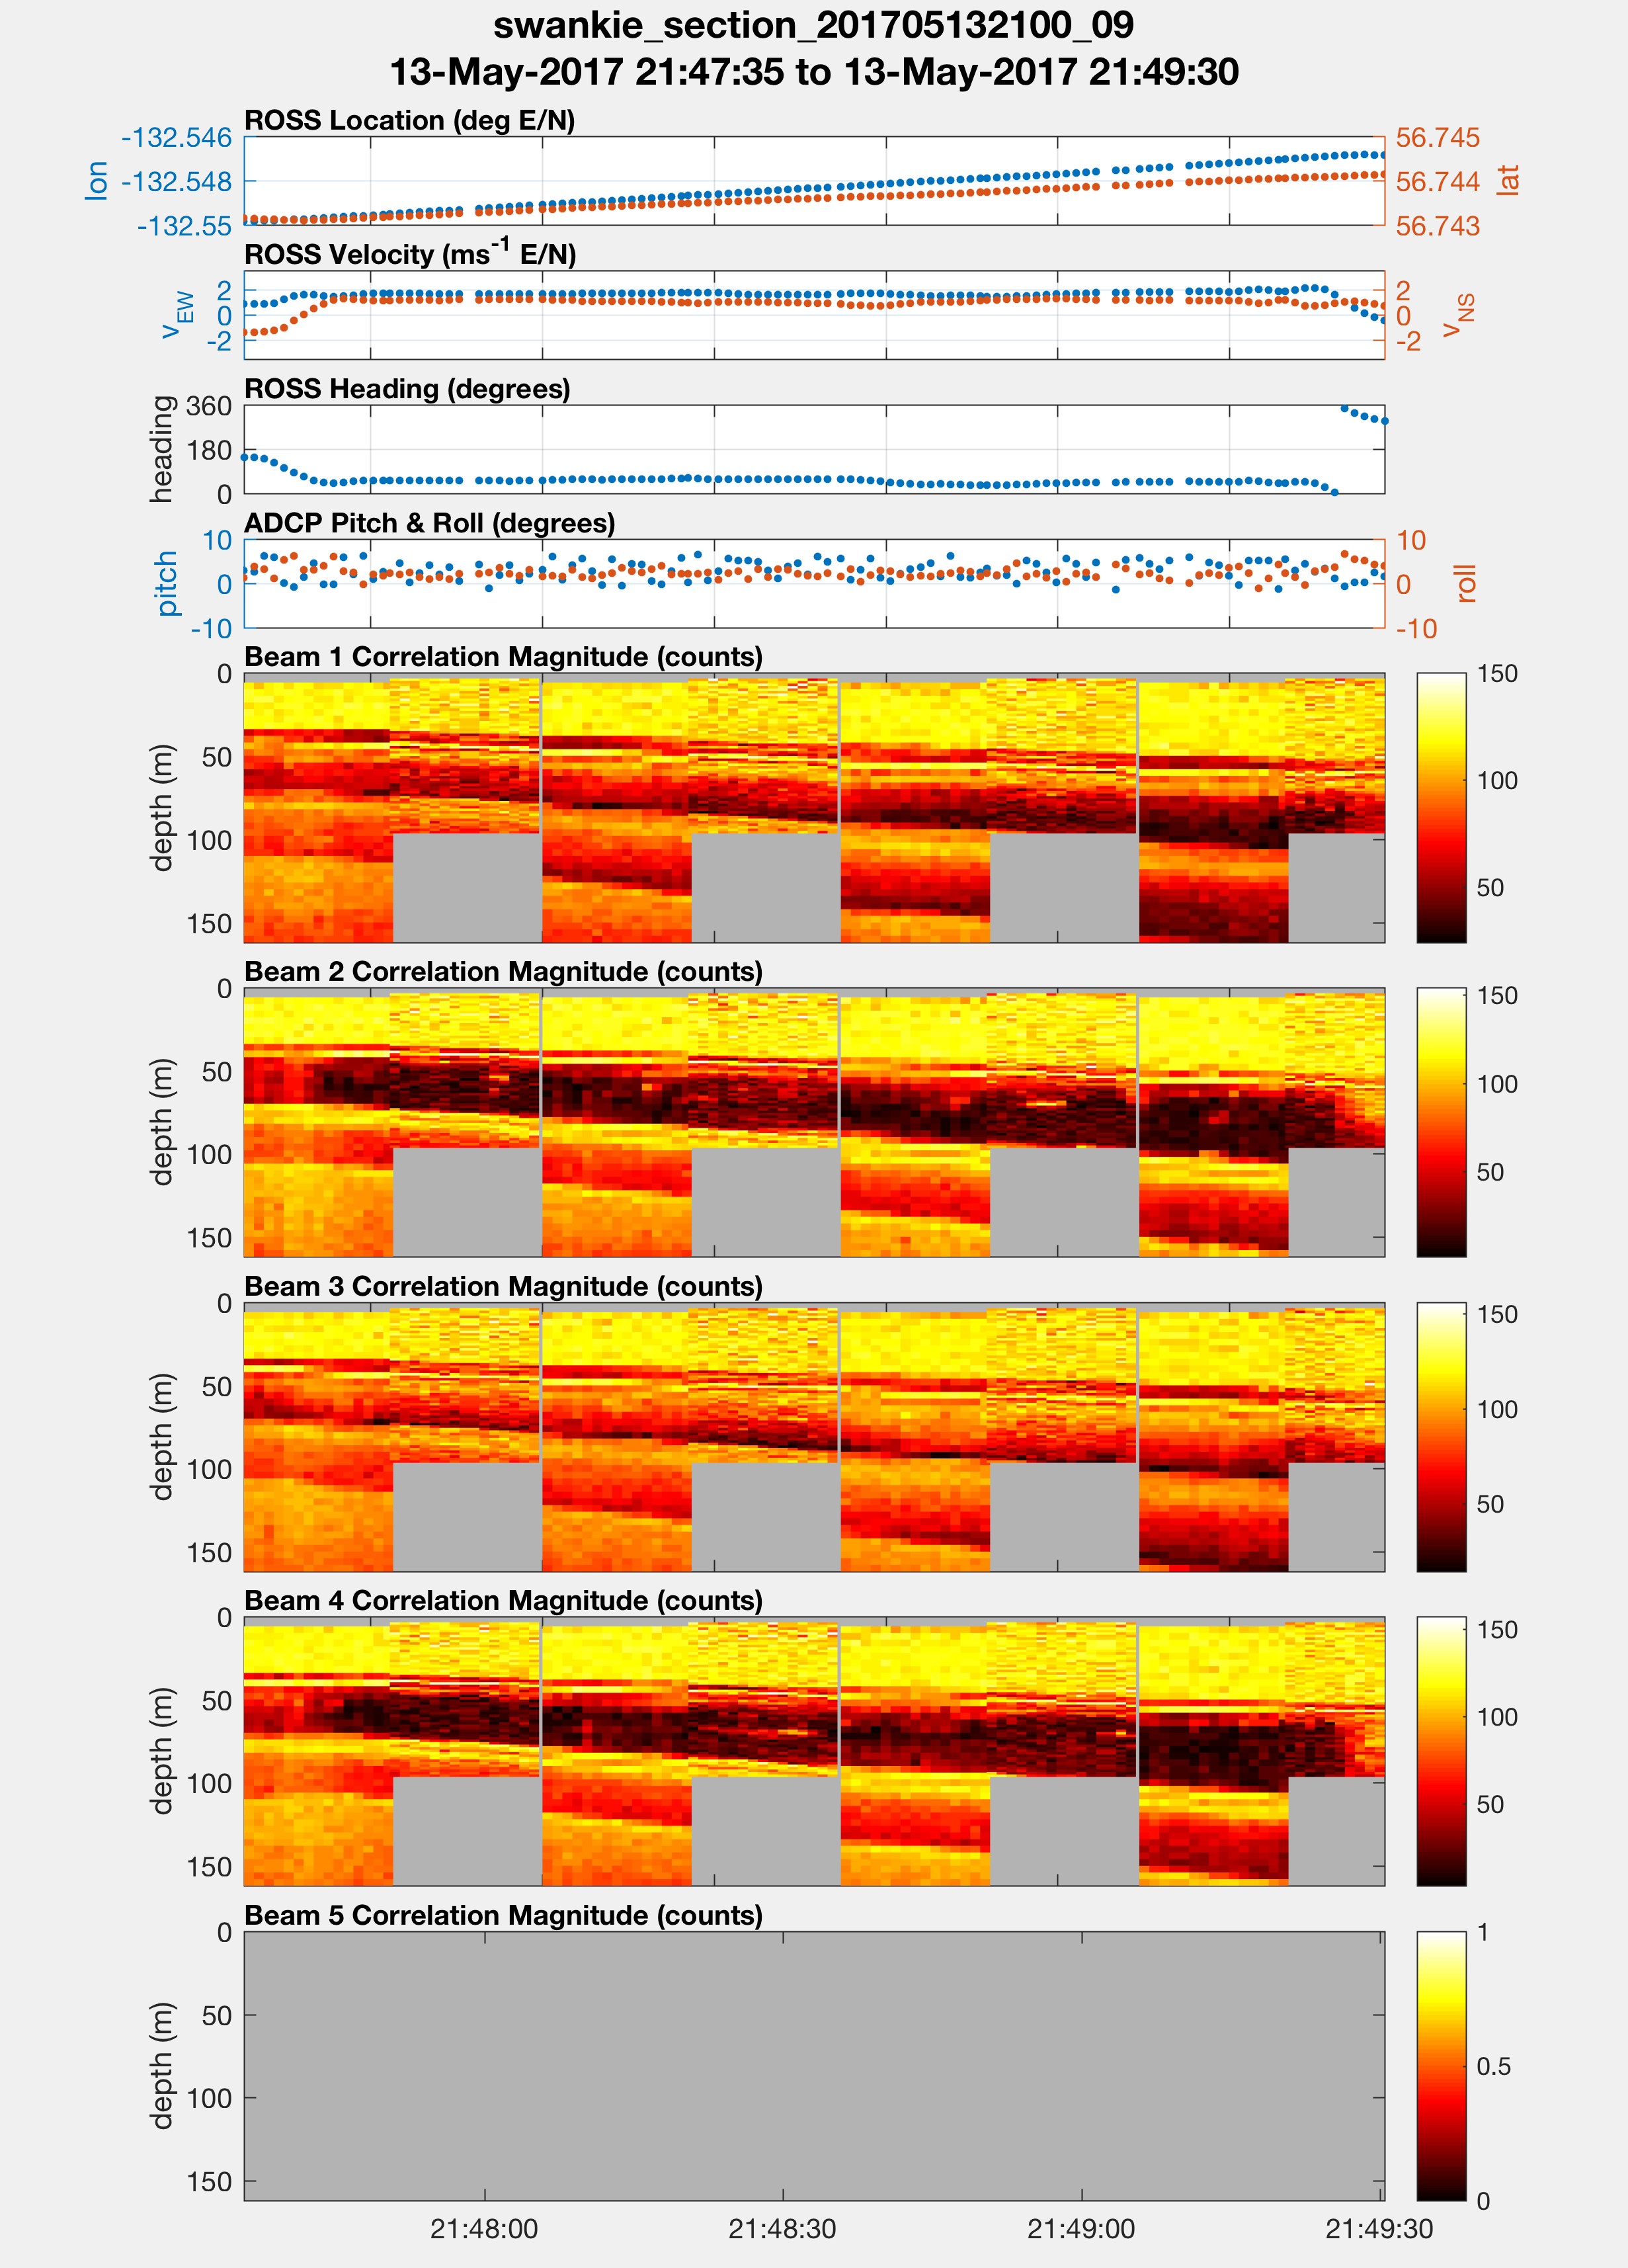 swankie_section_201705132100_09
13-May-2017 21:47:35 to 13-May-2017 21:49:30
ROSS Location (deg E/N)
-132.546
-132.548
-132.55
lon
56.745
56.744
56.743
lat
ROSS Velocity (ms-1 E/N)
2
0
-2
vEW
2
0
-2
vNS
ROSS Heading (degrees)
360
180
0
heading
ADCP Pitch & Roll (degrees)
10
0
-10
pitch
10
0
-10
roll
Beam 1 Correlation Magnitude (counts)
0
50
100
150
depth (m)
150
100
50
Beam 2 Correlation Magnitude (counts)
0
50
100
150
depth (m)
150
100
50
Beam 3 Correlation Magnitude (counts)
0
50
100
150
depth (m)
150
100
50
Beam 4 Correlation Magnitude (counts)
0
50
100
150
depth (m)
150
100
50
Beam 5 Correlation Magnitude (counts)
0
50
100
150
depth (m)
1
0.5
0
21:48:00
21:48:30
21:49:00
21:49:30